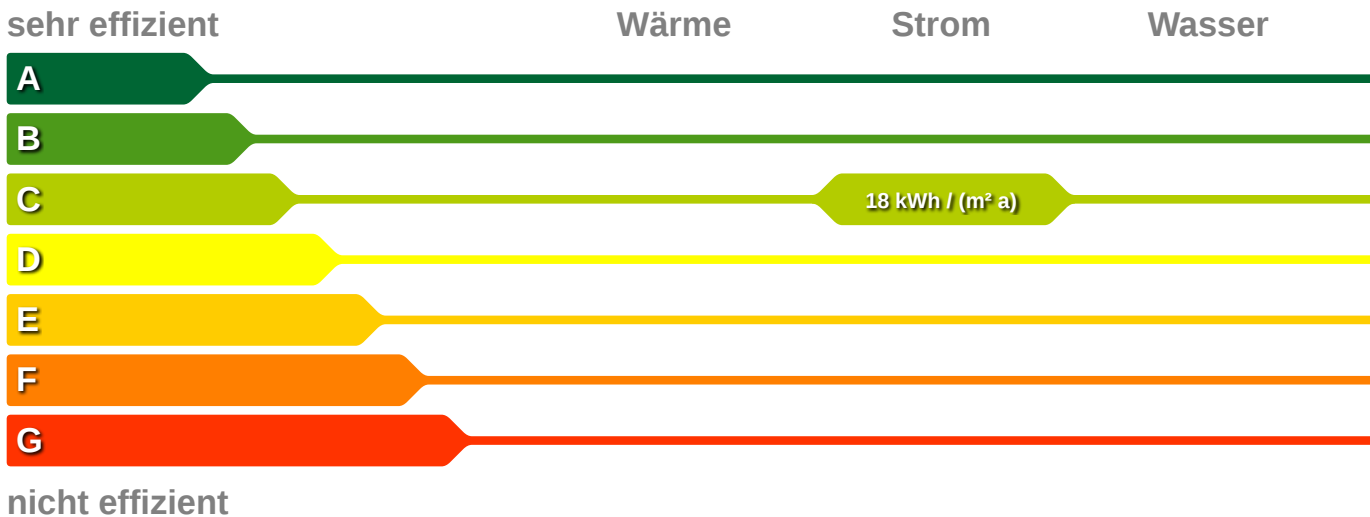 sehr effizient Wärme Strom Wasser
A
B
C 18 kWh / (m² a)
D
E
F
G
nicht effizient